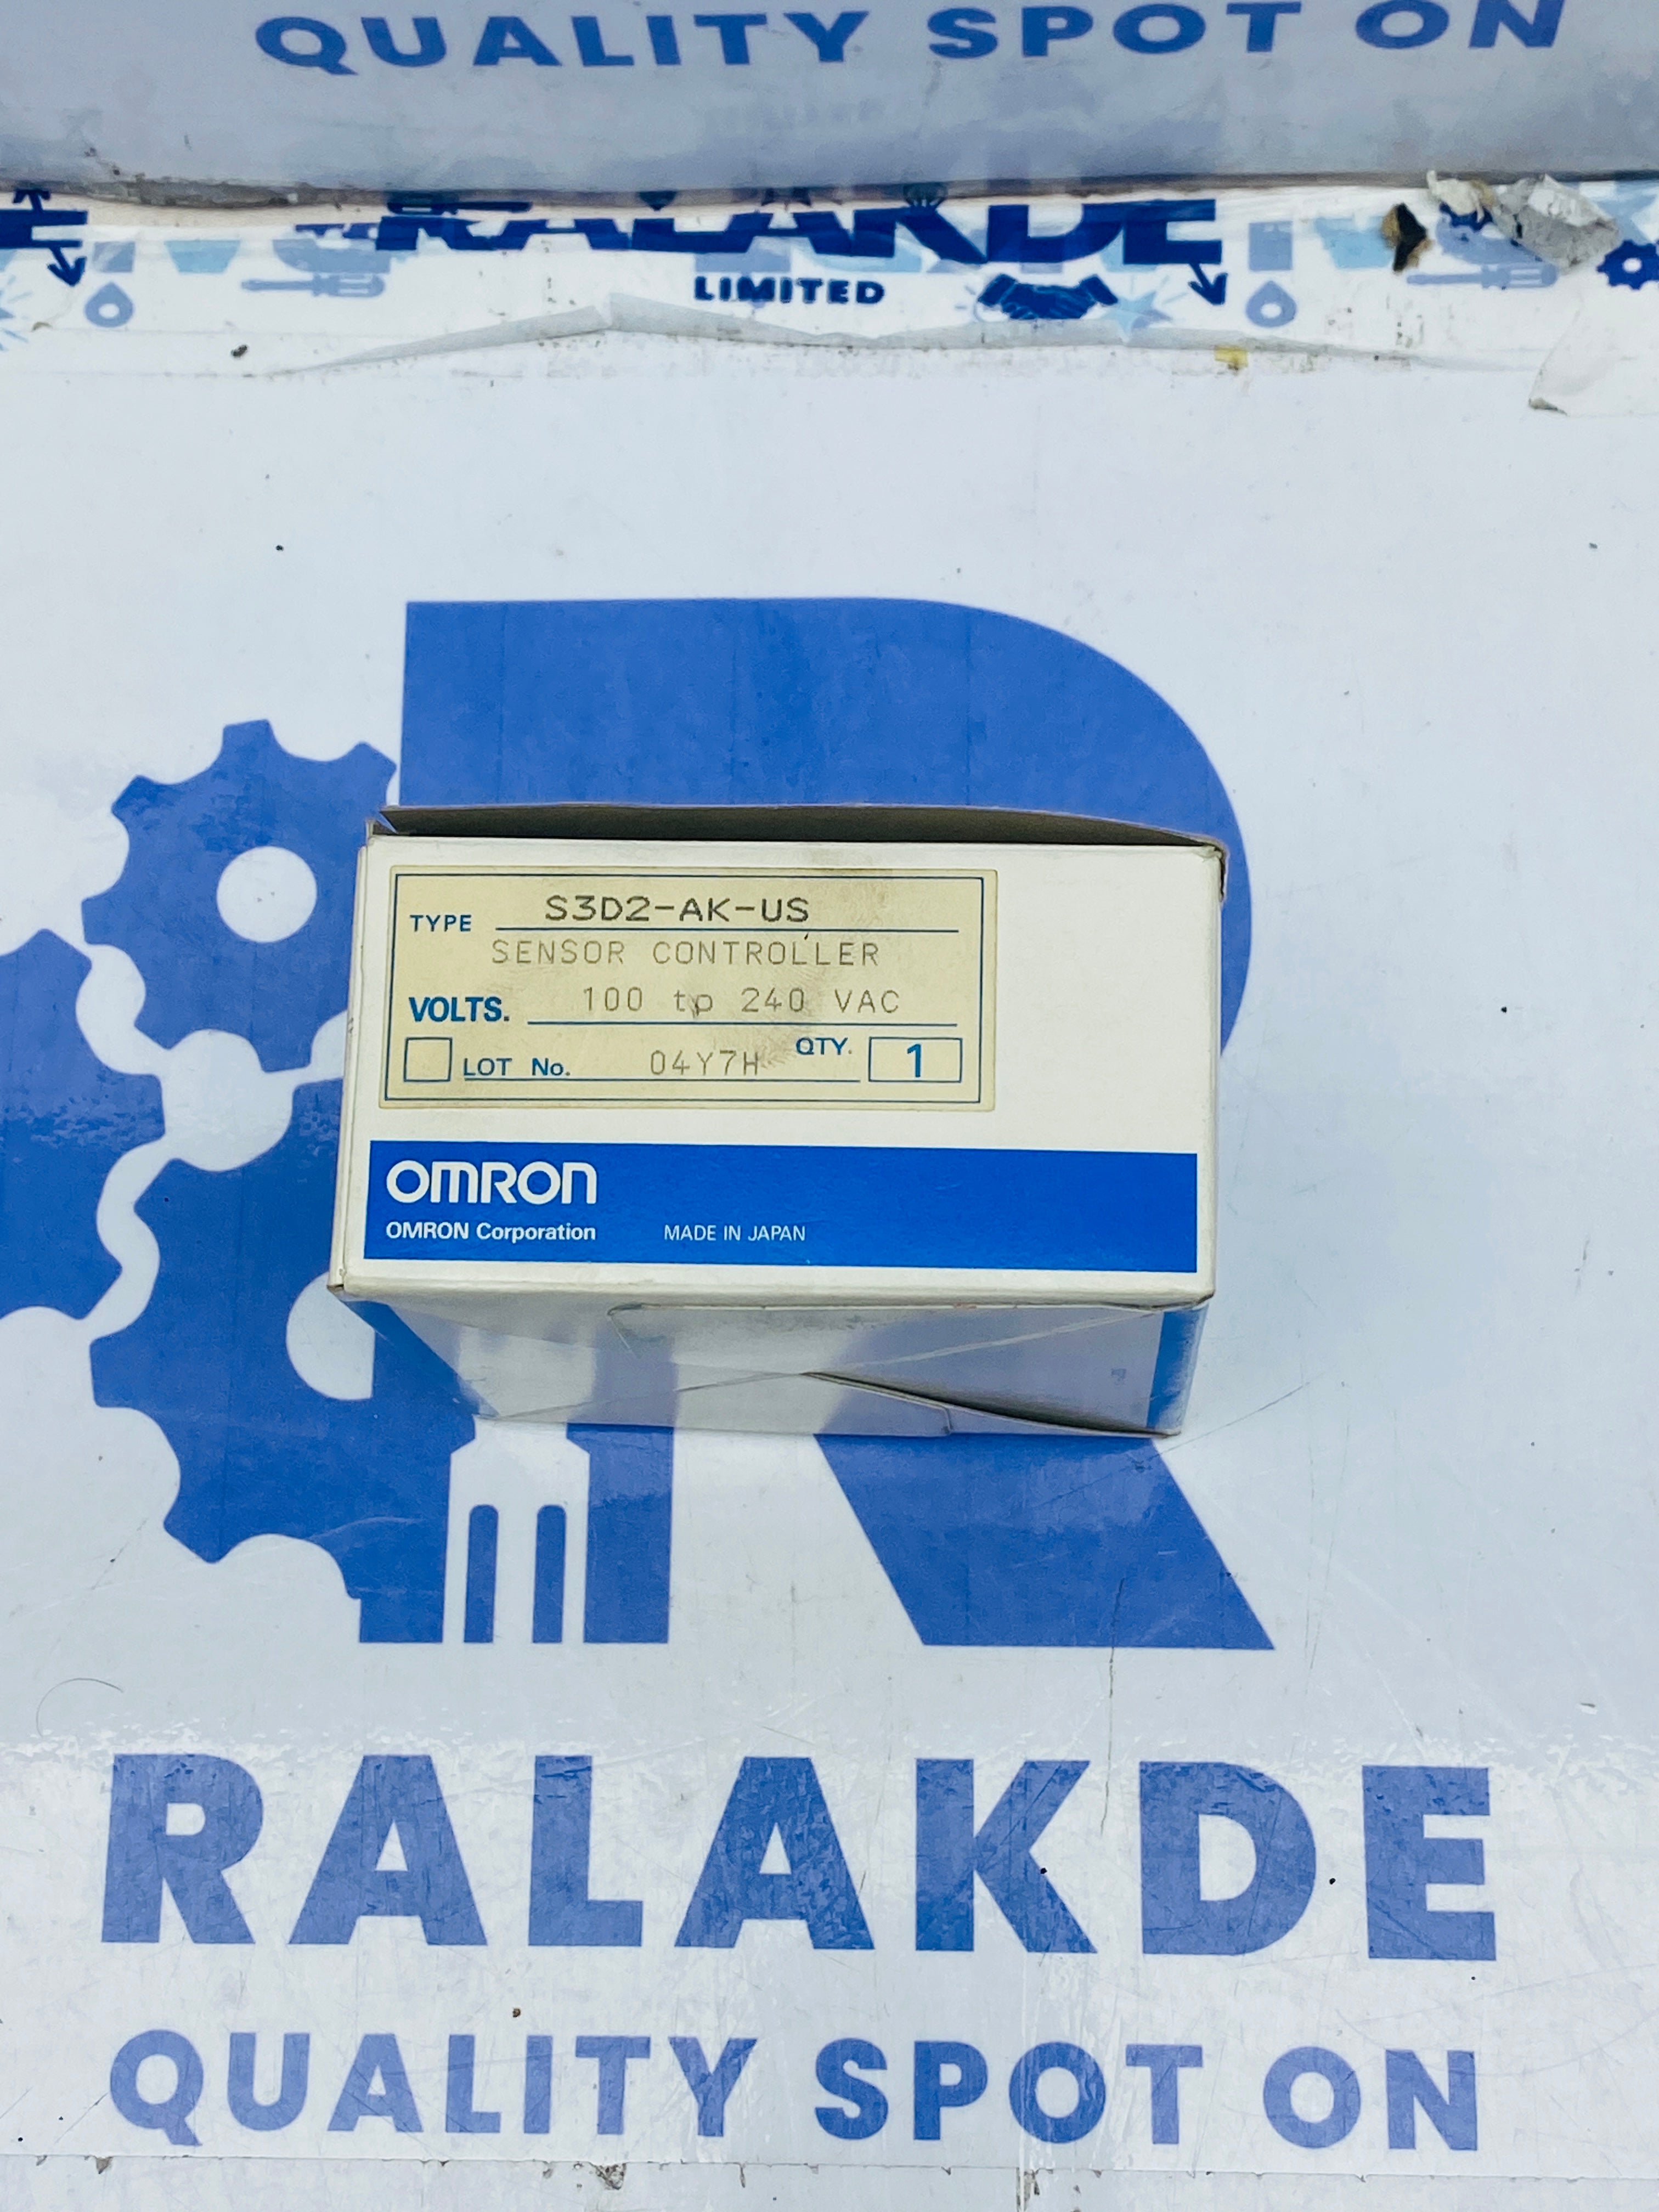 QUALITY SPOT ON
RALAKDE
LIMITED
TYPE S3D2-AK-US
SENSOR CONTROLLER
VOLTS. 100 to 240 VAC
LOT No. 04Y7H QTY. 1
OMRON
OMRON Corporation MADE IN JAPAN
RALAKDE
QUALITY SPOT ON